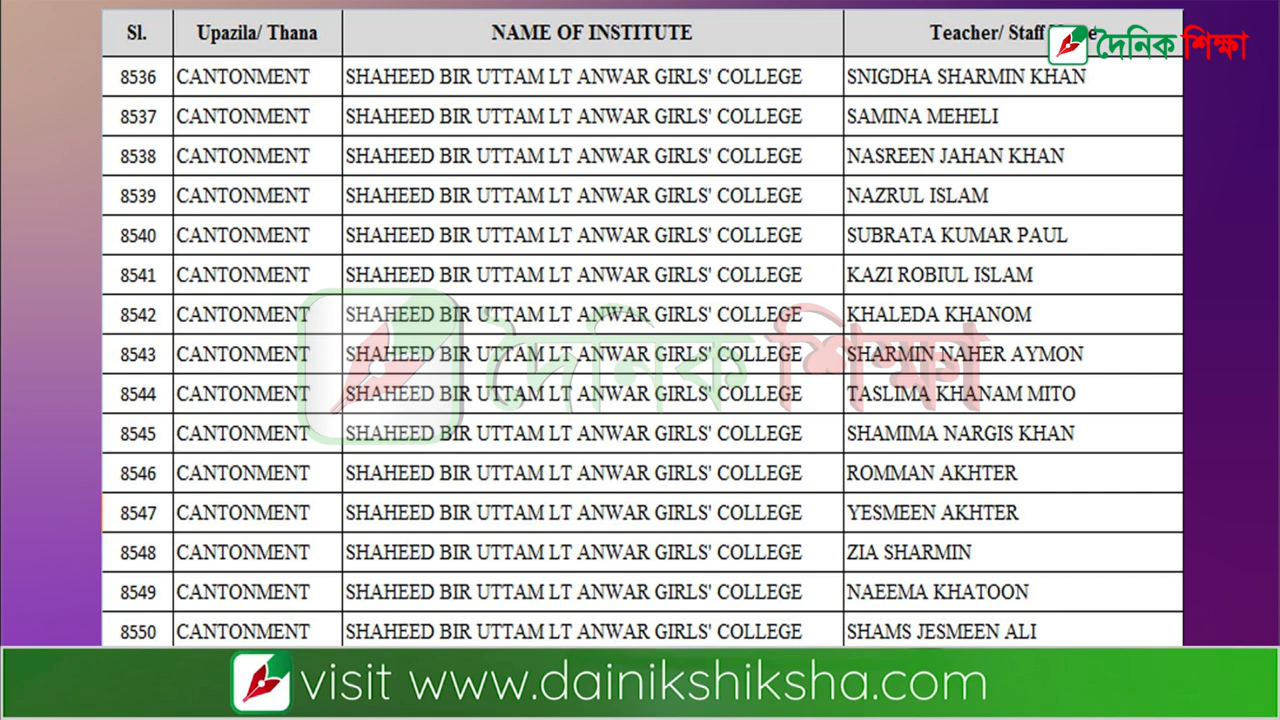 Sl. Upazila/ Thana NAME OF INSTITUTE Teacher/ Staff
দৈনিক শিক্ষা
8536 CANTONMENT SHAHEED BIR UTTAM LT ANWAR GIRLS' COLLEGE SNIGDHA SHARMIN KHAN
8537 CANTONMENT SHAHEED BIR UTTAM LT ANWAR GIRLS' COLLEGE SAMINA MEHELI
8538 CANTONMENT SHAHEED BIR UTTAM LT ANWAR GIRLS' COLLEGE NASREEN JAHAN KHAN
8539 CANTONMENT SHAHEED BIR UTTAM LT ANWAR GIRLS' COLLEGE NAZRUL ISLAM
8540 CANTONMENT SHAHEED BIR UTTAM LT ANWAR GIRLS' COLLEGE SUBRATA KUMAR PAUL
8541 CANTONMENT SHAHEED BIR UTTAM LT ANWAR GIRLS' COLLEGE KAZI ROBIUL ISLAM
8542 CANTONMENT SHAHEED BIR UTTAM LT ANWAR GIRLS' COLLEGE KHALEDA KHANOM
8543 CANTONMENT SHAHEED BIR UTTAM LT ANWAR GIRLS' COLLEGE SHARMIN NAHER AYMON
দৈনিক শিক্ষা
8544 CANTONMENT SHAHEED BIR UTTAM LT ANWAR GIRLS' COLLEGE TASLIMA KHANAM MITO
8545 CANTONMENT SHAHEED BIR UTTAM LT ANWAR GIRLS' COLLEGE SHAMIMA NARGIS KHAN
8546 CANTONMENT SHAHEED BIR UTTAM LT ANWAR GIRLS' COLLEGE ROMMAN AKHTER
8547 CANTONMENT SHAHEED BIR UTTAM LT ANWAR GIRLS' COLLEGE YESMEEN AKHTER
8548 CANTONMENT SHAHEED BIR UTTAM LT ANWAR GIRLS' COLLEGE ZIA SHARMIN
8549 CANTONMENT SHAHEED BIR UTTAM LT ANWAR GIRLS' COLLEGE NAEEMA KHATOON
8550 CANTONMENT SHAHEED BIR UTTAM LT ANWAR GIRLS' COLLEGE SHAMS JESMEEN ALI
visit www.dainikshiksha.com